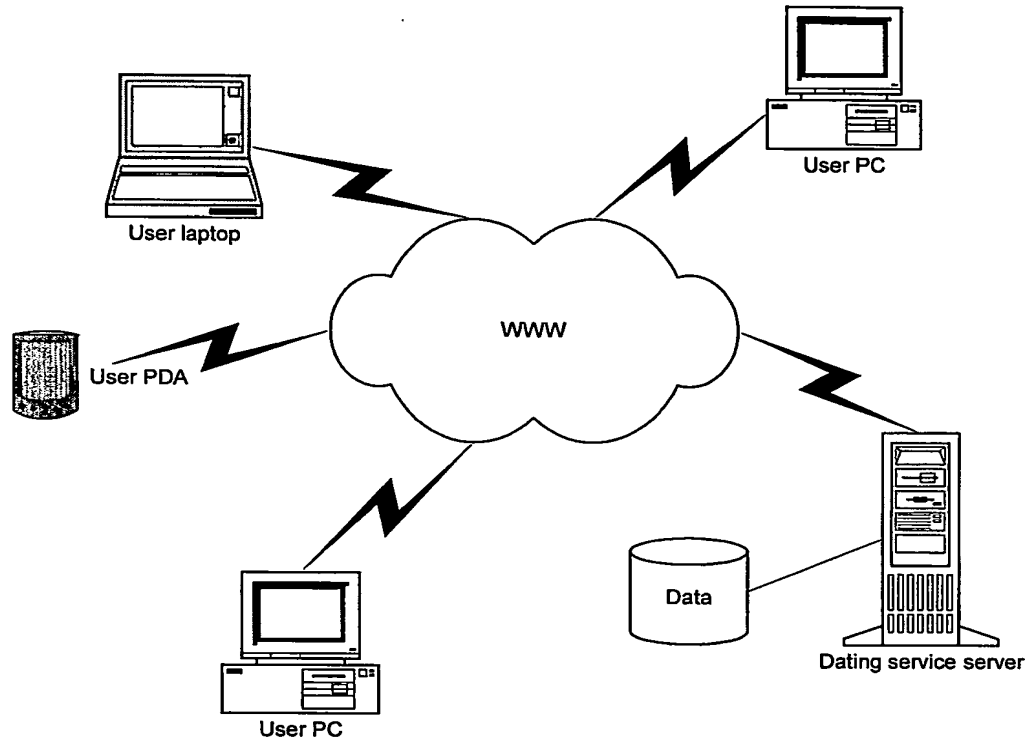 User PC
User laptop
WWW
User PDA
Data
Dating service server
User PC